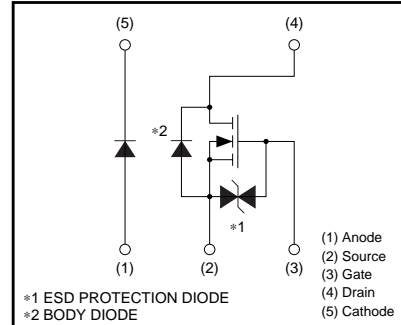 (5) (4)
∗2
∗1
(1) (2) (3)
(1) Anode
(2) Source
(3) Gate
(4) Drain
(5) Cathode
∗1 ESD PROTECTION DIODE
∗2 BODY DIODE